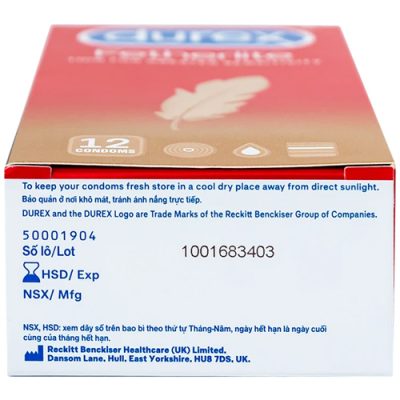 durex
Fetherlite
12
CONDOMS
To keep your condoms fresh store in a cool dry place away from direct sunlight.
Bảo quản ở nơi khô mát, tránh ánh nắng trực tiếp.
DUREX and the DUREX Logo are Trade Marks of the Reckitt Benckiser Group of Companies.
50001904
Số lô/Lot
1001683403
HSD/ Exp
NSX/ Mfg
NSX, HSD: xem dãy số trên bao bì theo thứ tự Tháng-Năm, ngày hết hạn là ngày cuối
cùng của tháng hết hạn.
Reckitt Benckiser Healthcare (UK) Limited.
Dansom Lane, Hull, East Yorkshire, HU8 7DS, UK.